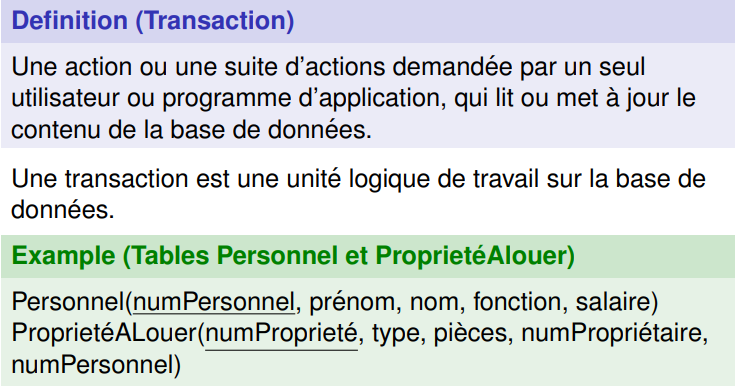 Definition (Transaction)
Une action ou une suite d'actions demandée par un seul
utilisateur ou programme d'application, qui lit ou met à jour le
contenu de la base de données.
Une transaction est une unité logique de travail sur la base de
données.
Example (Tables Personnel et ProprietéAlouer)
Personnel(numPersonnel, prénom, nom, fonction, salaire)
ProprietéALouer(numProprieté, type, pièces, numPropriétaire,
numPersonnel)